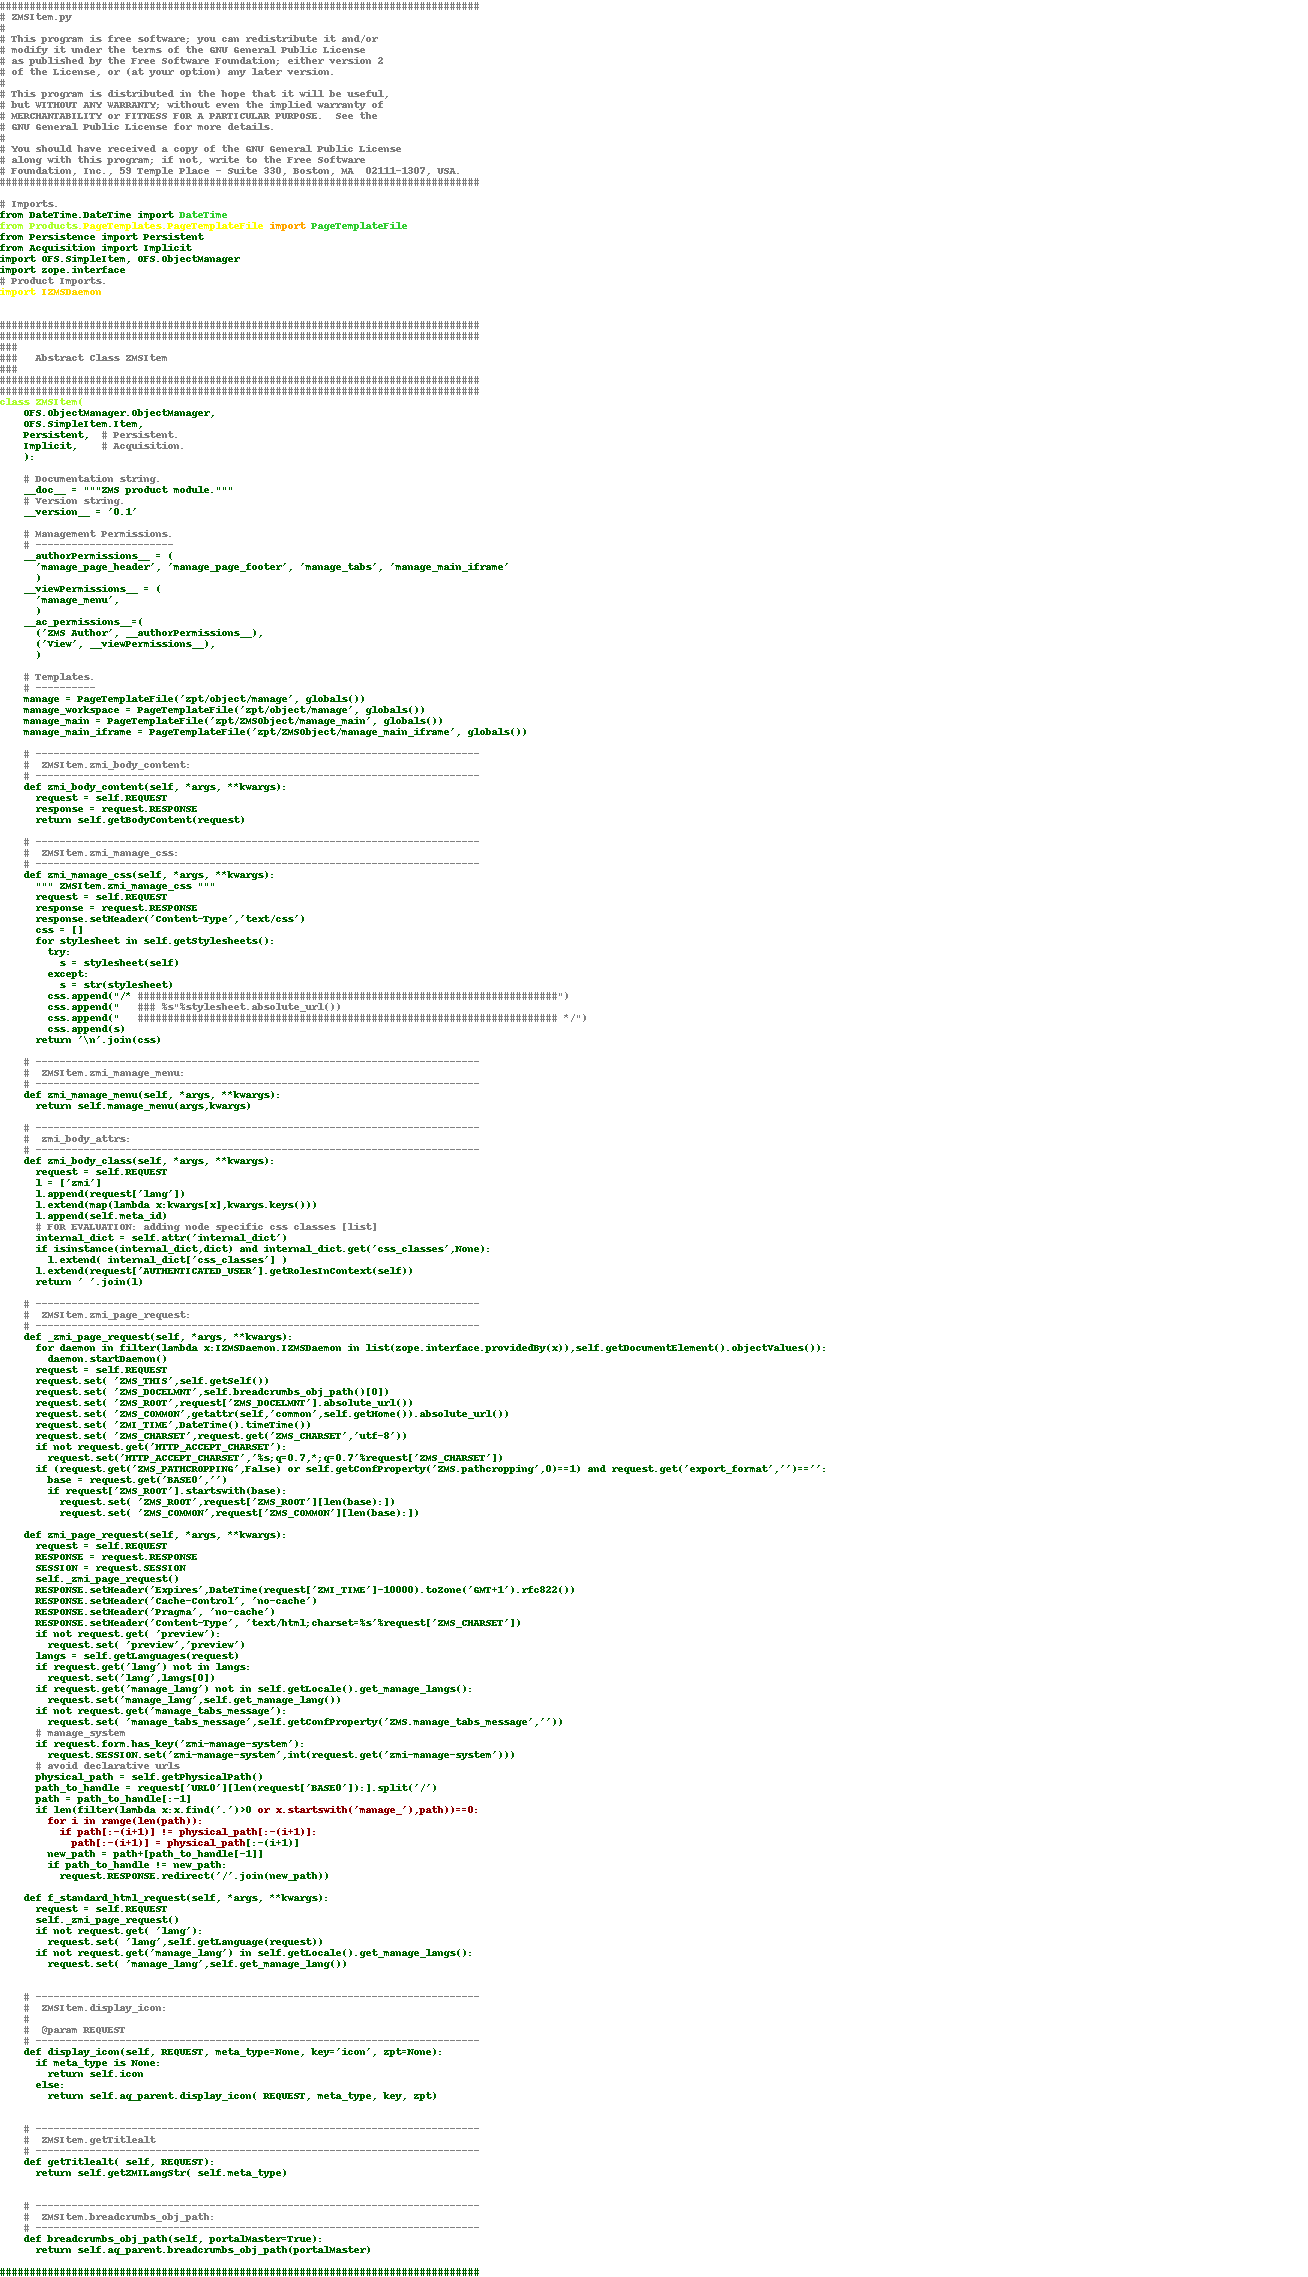 ################################################################################
# ZMSItem.py
#
# This program is free software; you can redistribute it and/or
# modify it under the terms of the GNU General Public License
# as published by the Free Software Foundation; either version 2
# of the License, or (at your option) any later version.
#
# This program is distributed in the hope that it will be useful,
# but WITHOUT ANY WARRANTY; without even the implied warranty of
# MERCHANTABILITY or FITNESS FOR A PARTICULAR PURPOSE.  See the
# GNU General Public License for more details.
#
# You should have received a copy of the GNU General Public License
# along with this program; if not, write to the Free Software
# Foundation, Inc., 59 Temple Place - Suite 330, Boston, MA  02111-1307, USA.
################################################################################

# Imports.
from DateTime.DateTime import DateTime
from Products.PageTemplates.PageTemplateFile import PageTemplateFile
from Persistence import Persistent
from Acquisition import Implicit
import OFS.SimpleItem, OFS.ObjectManager
import zope.interface
# Product Imports.
import IZMSDaemon


################################################################################
################################################################################
###
###   Abstract Class ZMSItem
###
################################################################################
################################################################################
class ZMSItem(
    OFS.ObjectManager.ObjectManager,
    OFS.SimpleItem.Item,
    Persistent,  # Persistent.
    Implicit,    # Acquisition.
    ):

    # Documentation string.
    __doc__ = """ZMS product module."""
    # Version string.
    __version__ = '0.1'

    # Management Permissions.
    # -----------------------
    __authorPermissions__ = (
      'manage_page_header', 'manage_page_footer', 'manage_tabs', 'manage_main_iframe'
      )
    __viewPermissions__ = (
      'manage_menu',
      )
    __ac_permissions__=(
      ('ZMS Author', __authorPermissions__),
      ('View', __viewPermissions__),
      )

    # Templates.
    # ----------
    manage = PageTemplateFile('zpt/object/manage', globals())
    manage_workspace = PageTemplateFile('zpt/object/manage', globals())
    manage_main = PageTemplateFile('zpt/ZMSObject/manage_main', globals())
    manage_main_iframe = PageTemplateFile('zpt/ZMSObject/manage_main_iframe', globals())

    # --------------------------------------------------------------------------
    #  ZMSItem.zmi_body_content:
    # --------------------------------------------------------------------------
    def zmi_body_content(self, *args, **kwargs):
      request = self.REQUEST
      response = request.RESPONSE
      return self.getBodyContent(request)

    # --------------------------------------------------------------------------
    #  ZMSItem.zmi_manage_css:
    # --------------------------------------------------------------------------
    def zmi_manage_css(self, *args, **kwargs):
      """ ZMSItem.zmi_manage_css """
      request = self.REQUEST
      response = request.RESPONSE
      response.setHeader('Content-Type','text/css')
      css = []
      for stylesheet in self.getStylesheets():
        try:
          s = stylesheet(self)
        except:
          s = str(stylesheet)
        css.append("/* ######################################################################")
        css.append("   ### %s"%stylesheet.absolute_url())
        css.append("   ###################################################################### */")
        css.append(s)
      return '\n'.join(css)

    # --------------------------------------------------------------------------
    #  ZMSItem.zmi_manage_menu:
    # --------------------------------------------------------------------------
    def zmi_manage_menu(self, *args, **kwargs):
      return self.manage_menu(args,kwargs)

    # --------------------------------------------------------------------------
    #  zmi_body_attrs:
    # --------------------------------------------------------------------------
    def zmi_body_class(self, *args, **kwargs):
      request = self.REQUEST
      l = ['zmi']
      l.append(request['lang'])
      l.extend(map(lambda x:kwargs[x],kwargs.keys()))
      l.append(self.meta_id)
      # FOR EVALUATION: adding node specific css classes [list]
      internal_dict = self.attr('internal_dict')
      if isinstance(internal_dict,dict) and internal_dict.get('css_classes',None):
        l.extend( internal_dict['css_classes'] )
      l.extend(request['AUTHENTICATED_USER'].getRolesInContext(self))
      return ' '.join(l)

    # --------------------------------------------------------------------------
    #  ZMSItem.zmi_page_request:
    # --------------------------------------------------------------------------
    def _zmi_page_request(self, *args, **kwargs):
      for daemon in filter(lambda x:IZMSDaemon.IZMSDaemon in list(zope.interface.providedBy(x)),self.getDocumentElement().objectValues()):
        daemon.startDaemon()
      request = self.REQUEST
      request.set( 'ZMS_THIS',self.getSelf())
      request.set( 'ZMS_DOCELMNT',self.breadcrumbs_obj_path()[0])
      request.set( 'ZMS_ROOT',request['ZMS_DOCELMNT'].absolute_url())
      request.set( 'ZMS_COMMON',getattr(self,'common',self.getHome()).absolute_url())
      request.set( 'ZMI_TIME',DateTime().timeTime())
      request.set( 'ZMS_CHARSET',request.get('ZMS_CHARSET','utf-8'))
      if not request.get('HTTP_ACCEPT_CHARSET'):
        request.set('HTTP_ACCEPT_CHARSET','%s;q=0.7,*;q=0.7'%request['ZMS_CHARSET'])
      if (request.get('ZMS_PATHCROPPING',False) or self.getConfProperty('ZMS.pathcropping',0)==1) and request.get('export_format','')=='':
        base = request.get('BASE0','')
        if request['ZMS_ROOT'].startswith(base):
          request.set( 'ZMS_ROOT',request['ZMS_ROOT'][len(base):])
          request.set( 'ZMS_COMMON',request['ZMS_COMMON'][len(base):])

    def zmi_page_request(self, *args, **kwargs):
      request = self.REQUEST
      RESPONSE = request.RESPONSE
      SESSION = request.SESSION
      self._zmi_page_request()
      RESPONSE.setHeader('Expires',DateTime(request['ZMI_TIME']-10000).toZone('GMT+1').rfc822())
      RESPONSE.setHeader('Cache-Control', 'no-cache')
      RESPONSE.setHeader('Pragma', 'no-cache')
      RESPONSE.setHeader('Content-Type', 'text/html;charset=%s'%request['ZMS_CHARSET'])
      if not request.get( 'preview'):
        request.set( 'preview','preview')
      langs = self.getLanguages(request)
      if request.get('lang') not in langs:
        request.set('lang',langs[0])
      if request.get('manage_lang') not in self.getLocale().get_manage_langs():
        request.set('manage_lang',self.get_manage_lang())
      if not request.get('manage_tabs_message'):
        request.set( 'manage_tabs_message',self.getConfProperty('ZMS.manage_tabs_message',''))
      # manage_system
      if request.form.has_key('zmi-manage-system'):
        request.SESSION.set('zmi-manage-system',int(request.get('zmi-manage-system')))
      # avoid declarative urls
      physical_path = self.getPhysicalPath()
      path_to_handle = request['URL0'][len(request['BASE0']):].split('/')
      path = path_to_handle[:-1]
      if len(filter(lambda x:x.find('.')>0 or x.startswith('manage_'),path))==0:
        for i in range(len(path)):
          if path[:-(i+1)] != physical_path[:-(i+1)]:
            path[:-(i+1)] = physical_path[:-(i+1)]
        new_path = path+[path_to_handle[-1]]
        if path_to_handle != new_path:
          request.RESPONSE.redirect('/'.join(new_path))

    def f_standard_html_request(self, *args, **kwargs):
      request = self.REQUEST
      self._zmi_page_request()
      if not request.get( 'lang'):
        request.set( 'lang',self.getLanguage(request))
      if not request.get('manage_lang') in self.getLocale().get_manage_langs():
        request.set( 'manage_lang',self.get_manage_lang())


    # --------------------------------------------------------------------------
    #  ZMSItem.display_icon:
    #
    #  @param REQUEST
    # --------------------------------------------------------------------------
    def display_icon(self, REQUEST, meta_type=None, key='icon', zpt=None):
      if meta_type is None:
        return self.icon
      else:
        return self.aq_parent.display_icon( REQUEST, meta_type, key, zpt)


    # --------------------------------------------------------------------------
    #  ZMSItem.getTitlealt
    # --------------------------------------------------------------------------
    def getTitlealt( self, REQUEST):
      return self.getZMILangStr( self.meta_type)


    # --------------------------------------------------------------------------
    #  ZMSItem.breadcrumbs_obj_path:
    # --------------------------------------------------------------------------
    def breadcrumbs_obj_path(self, portalMaster=True):
      return self.aq_parent.breadcrumbs_obj_path(portalMaster)

################################################################################